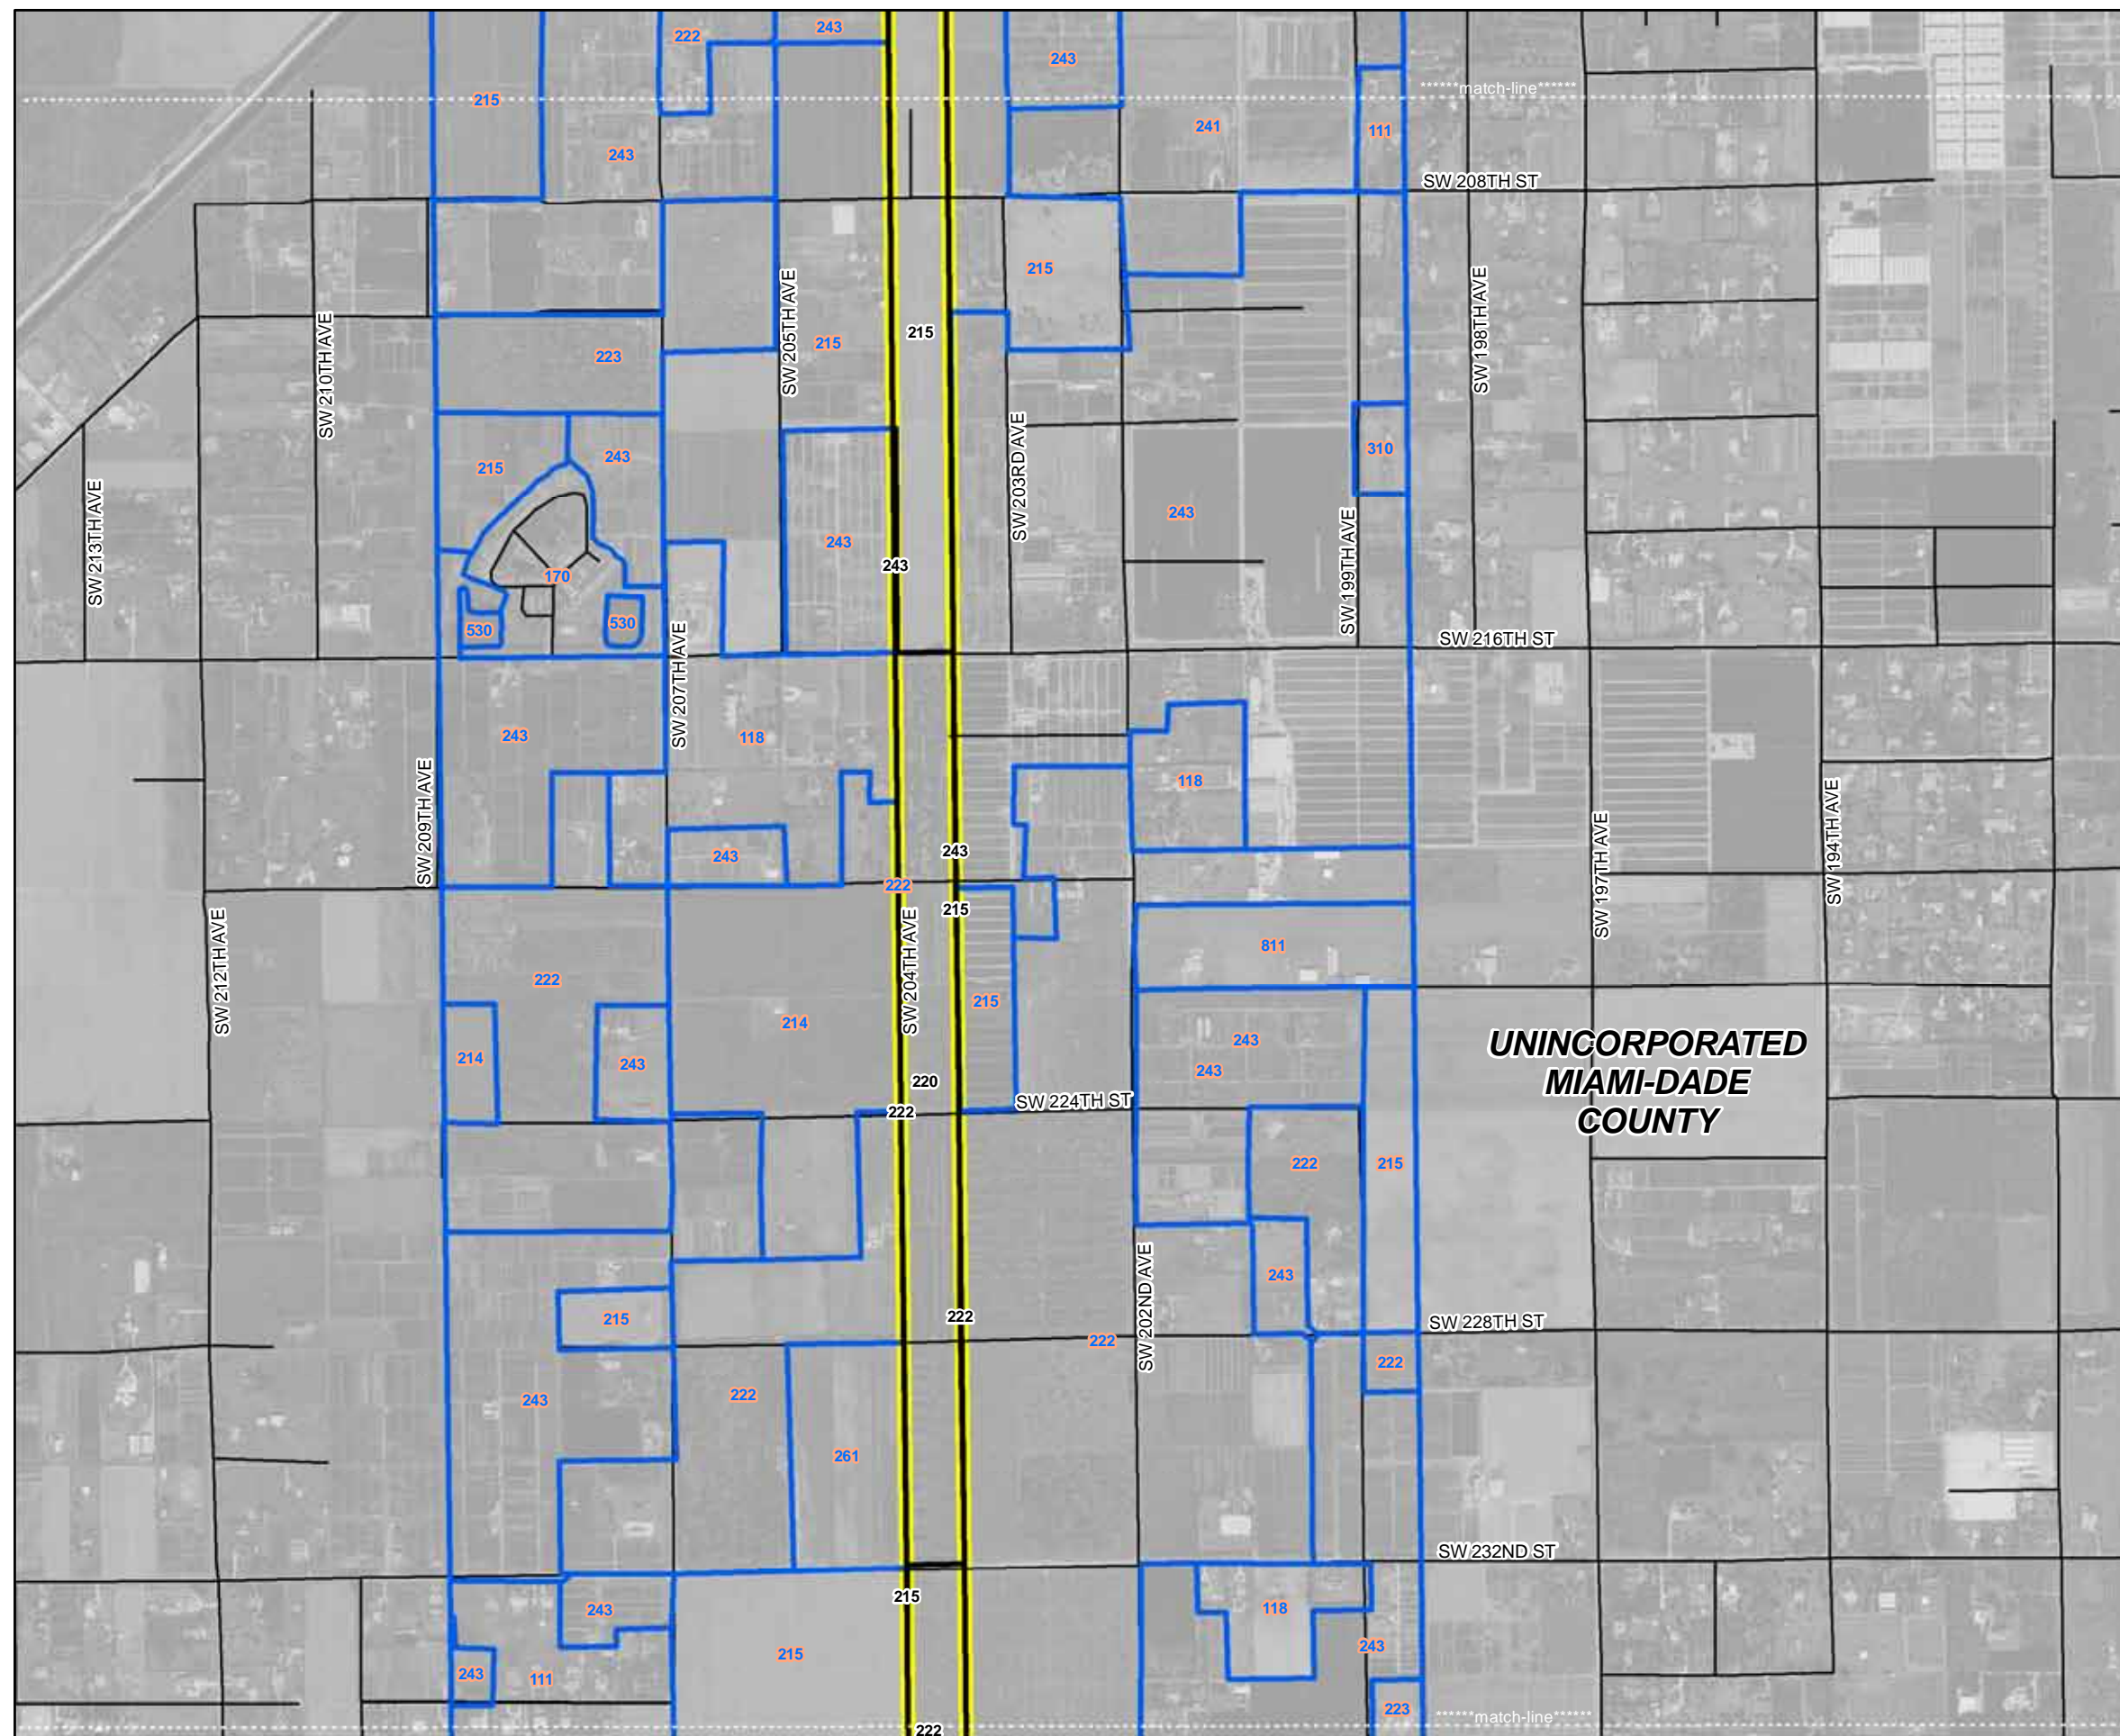 222
243
243
******match-line******
215
241
111
243
SW 208TH ST
215
SW 205TH AVE
SW 198TH AVE
SW 210TH AVE
215
215
223
SW 203RD AVE
310
243
215
SW 213TH AVE
243
243
SW 199TH AVE
243
170
530
530
SW 216TH ST
SW 207TH AVE
243
118
118
SW 209TH AVE
SW 194TH AVE
243
243
SW 197TH AVE
222
215
SW 212TH AVE
SW 204TH AVE
811
222
215
214
243
UNINCORPORATED
MIAMI-DADE
COUNTY
214
243
243
220
SW 224TH ST
222
222
215
SW 202ND AVE
243
215
222
SW 228TH ST
222
222
222
243
261
SW 232ND ST
215
243
118
243
215
243
111
223
******match-line******
222